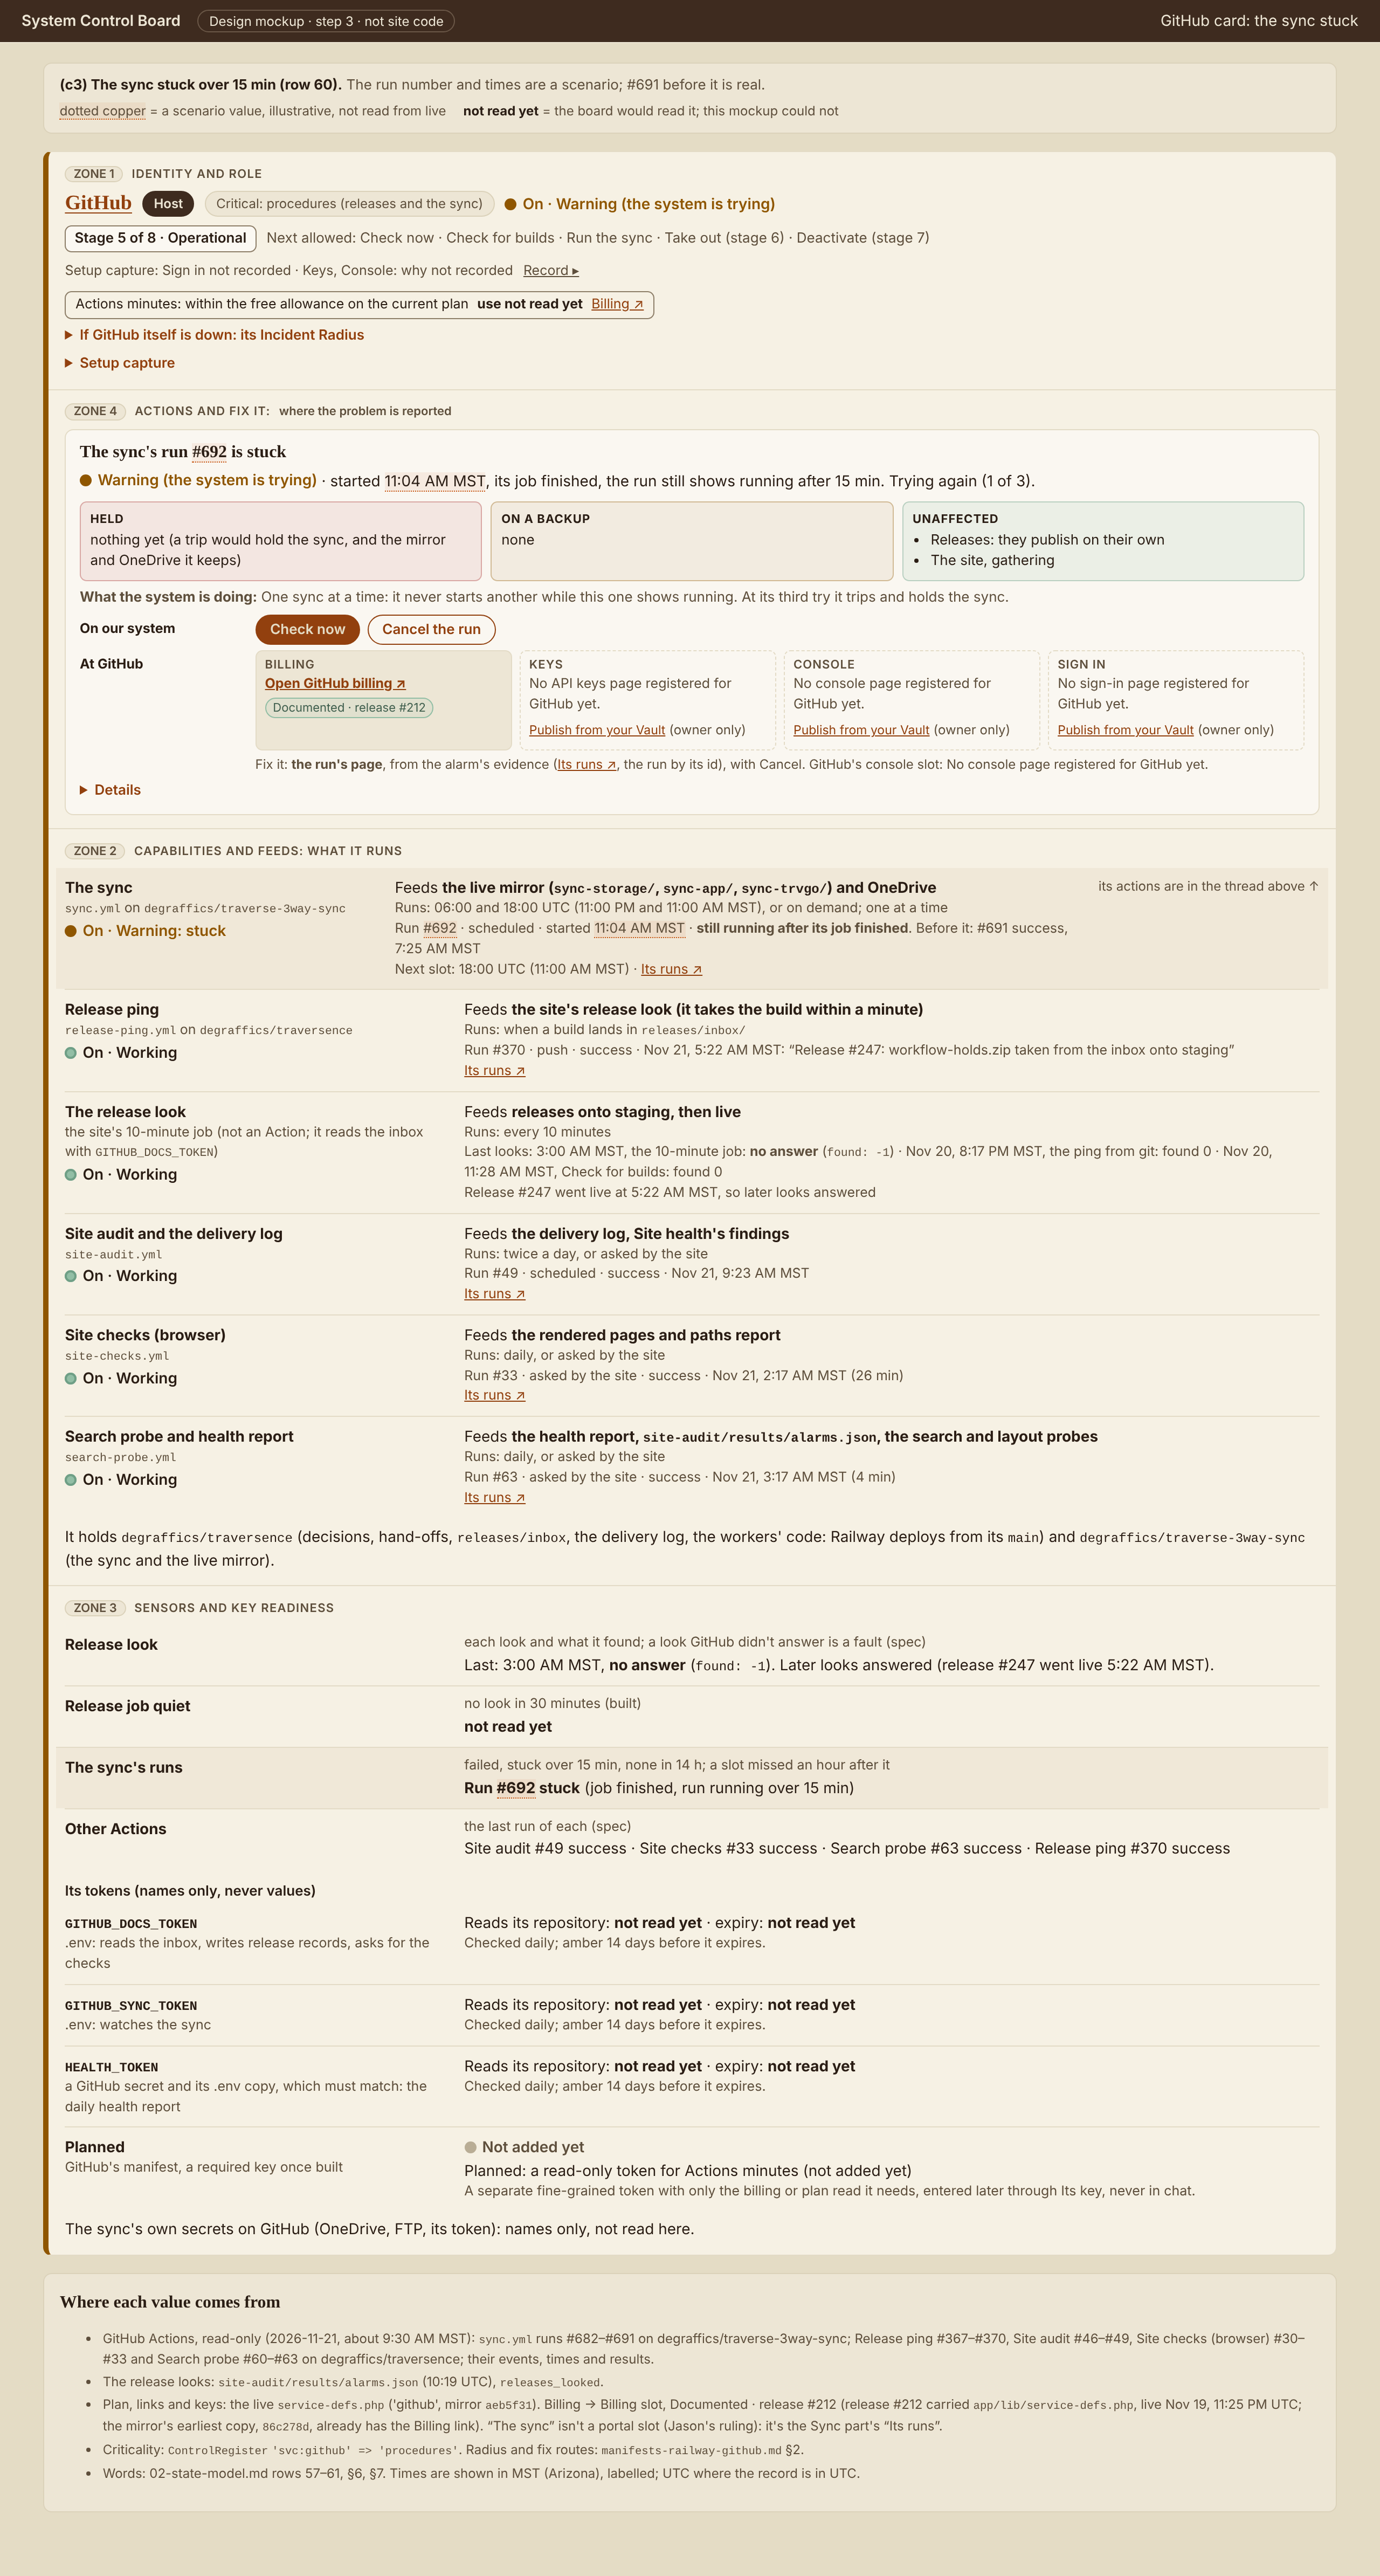 System Control Board
Design mockup · step 3 · not site code
GitHub card: the sync stuck
(c3) The sync stuck over 15 min (row 60). The run number and times are a scenario; #691 before it is real.
dotted copper = a scenario value, illustrative, not read from live not read yet = the board would read it; this mockup could not
ZONE 1 IDENTITY AND ROLE
GitHub Host Critical: procedures (releases and the sync) On · Warning (the system is trying)
Stage 5 of 8 · Operational Next allowed: Check now · Check for builds · Run the sync · Take out (stage 6) · Deactivate (stage 7)
Setup capture: Sign in not recorded · Keys, Console: why not recorded Record ▸
Actions minutes: within the free allowance on the current plan use not read yet Billing ↗
▶ If GitHub itself is down: its Incident Radius
▶ Setup capture
ZONE 4 ACTIONS AND FIX IT: where the problem is reported
The sync's run #692 is stuck
Warning (the system is trying) · started 11:04 AM MST, its job finished, the run still shows running after 15 min. Trying again (1 of 3).
HELD
nothing yet (a trip would hold the sync, and the mirror
and OneDrive it keeps)
ON A BACKUP
none
UNAFFECTED
• Releases: they publish on their own
• The site, gathering
What the system is doing: One sync at a time: it never starts another while this one shows running. At its third try it trips and holds the sync.
On our system Check now Cancel the run
At GitHub
BILLING
Open GitHub billing ↗
Documented · release #212
KEYS
No API keys page registered for
GitHub yet.
Publish from your Vault (owner only)
CONSOLE
No console page registered for
GitHub yet.
Publish from your Vault (owner only)
SIGN IN
No sign-in page registered for
GitHub yet.
Publish from your Vault (owner only)
Fix it: the run's page, from the alarm's evidence (Its runs ↗, the run by its id), with Cancel. GitHub's console slot: No console page registered for GitHub yet.
▶ Details
ZONE 2 CAPABILITIES AND FEEDS: WHAT IT RUNS
The sync
sync.yml on degraffics/traverse-3way-sync
On · Warning: stuck
Feeds the live mirror (sync-storage/, sync-app/, sync-trvgo/) and OneDrive
Runs: 06:00 and 18:00 UTC (11:00 PM and 11:00 AM MST), or on demand; one at a time
Run #692 · scheduled · started 11:04 AM MST · still running after its job finished. Before it: #691 success,
7:25 AM MST
Next slot: 18:00 UTC (11:00 AM MST) · Its runs ↗
its actions are in the thread above ↑
Release ping
release-ping.yml on degraffics/traversence
On · Working
Feeds the site's release look (it takes the build within a minute)
Runs: when a build lands in releases/inbox/
Run #370 · push · success · Nov 21, 5:22 AM MST: “Release #247: workflow-holds.zip taken from the inbox onto staging”
Its runs ↗
The release look
the site's 10-minute job (not an Action; it reads the inbox
with GITHUB_DOCS_TOKEN)
On · Working
Feeds releases onto staging, then live
Runs: every 10 minutes
Last looks: 3:00 AM MST, the 10-minute job: no answer (found: -1) · Nov 20, 8:17 PM MST, the ping from git: found 0 · Nov 20,
11:28 AM MST, Check for builds: found 0
Release #247 went live at 5:22 AM MST, so later looks answered
Site audit and the delivery log
site-audit.yml
On · Working
Feeds the delivery log, Site health's findings
Runs: twice a day, or asked by the site
Run #49 · scheduled · success · Nov 21, 9:23 AM MST
Its runs ↗
Site checks (browser)
site-checks.yml
On · Working
Feeds the rendered pages and paths report
Runs: daily, or asked by the site
Run #33 · asked by the site · success · Nov 21, 2:17 AM MST (26 min)
Its runs ↗
Search probe and health report
search-probe.yml
On · Working
Feeds the health report, site-audit/results/alarms.json, the search and layout probes
Runs: daily, or asked by the site
Run #63 · asked by the site · success · Nov 21, 3:17 AM MST (4 min)
Its runs ↗
It holds degraffics/traversence (decisions, hand-offs, releases/inbox, the delivery log, the workers' code: Railway deploys from its main) and degraffics/traverse-3way-sync
(the sync and the live mirror).
ZONE 3 SENSORS AND KEY READINESS
Release look
each look and what it found; a look GitHub didn't answer is a fault (spec)
Last: 3:00 AM MST, no answer (found: -1). Later looks answered (release #247 went live 5:22 AM MST).
Release job quiet
no look in 30 minutes (built)
not read yet
The sync's runs
failed, stuck over 15 min, none in 14 h; a slot missed an hour after it
Run #692 stuck (job finished, run running over 15 min)
Other Actions
the last run of each (spec)
Site audit #49 success · Site checks #33 success · Search probe #63 success · Release ping #370 success
Its tokens (names only, never values)
GITHUB_DOCS_TOKEN
.env: reads the inbox, writes release records, asks for the
checks
Reads its repository: not read yet · expiry: not read yet
Checked daily; amber 14 days before it expires.
GITHUB_SYNC_TOKEN
.env: watches the sync
Reads its repository: not read yet · expiry: not read yet
Checked daily; amber 14 days before it expires.
HEALTH_TOKEN
a GitHub secret and its .env copy, which must match: the
daily health report
Reads its repository: not read yet · expiry: not read yet
Checked daily; amber 14 days before it expires.
Planned
GitHub's manifest, a required key once built
Not added yet
Planned: a read-only token for Actions minutes (not added yet)
A separate fine-grained token with only the billing or plan read it needs, entered later through Its key, never in chat.
The sync's own secrets on GitHub (OneDrive, FTP, its token): names only, not read here.
Where each value comes from
• GitHub Actions, read-only (2026-11-21, about 9:30 AM MST): sync.yml runs #682–#691 on degraffics/traverse-3way-sync; Release ping #367–#370, Site audit #46–#49, Site checks (browser) #30–
#33 and Search probe #60–#63 on degraffics/traversence; their events, times and results.
• The release looks: site-audit/results/alarms.json (10:19 UTC), releases_looked.
• Plan, links and keys: the live service-defs.php ('github', mirror aeb5f31). Billing → Billing slot, Documented · release #212 (release #212 carried app/lib/service-defs.php, live Nov 19, 11:25 PM UTC;
the mirror's earliest copy, 86c278d, already has the Billing link). “The sync” isn't a portal slot (Jason's ruling): it's the Sync part's “Its runs”.
• Criticality: ControlRegister 'svc:github' => 'procedures'. Radius and fix routes: manifests-railway-github.md §2.
• Words: 02-state-model.md rows 57–61, §6, §7. Times are shown in MST (Arizona), labelled; UTC where the record is in UTC.